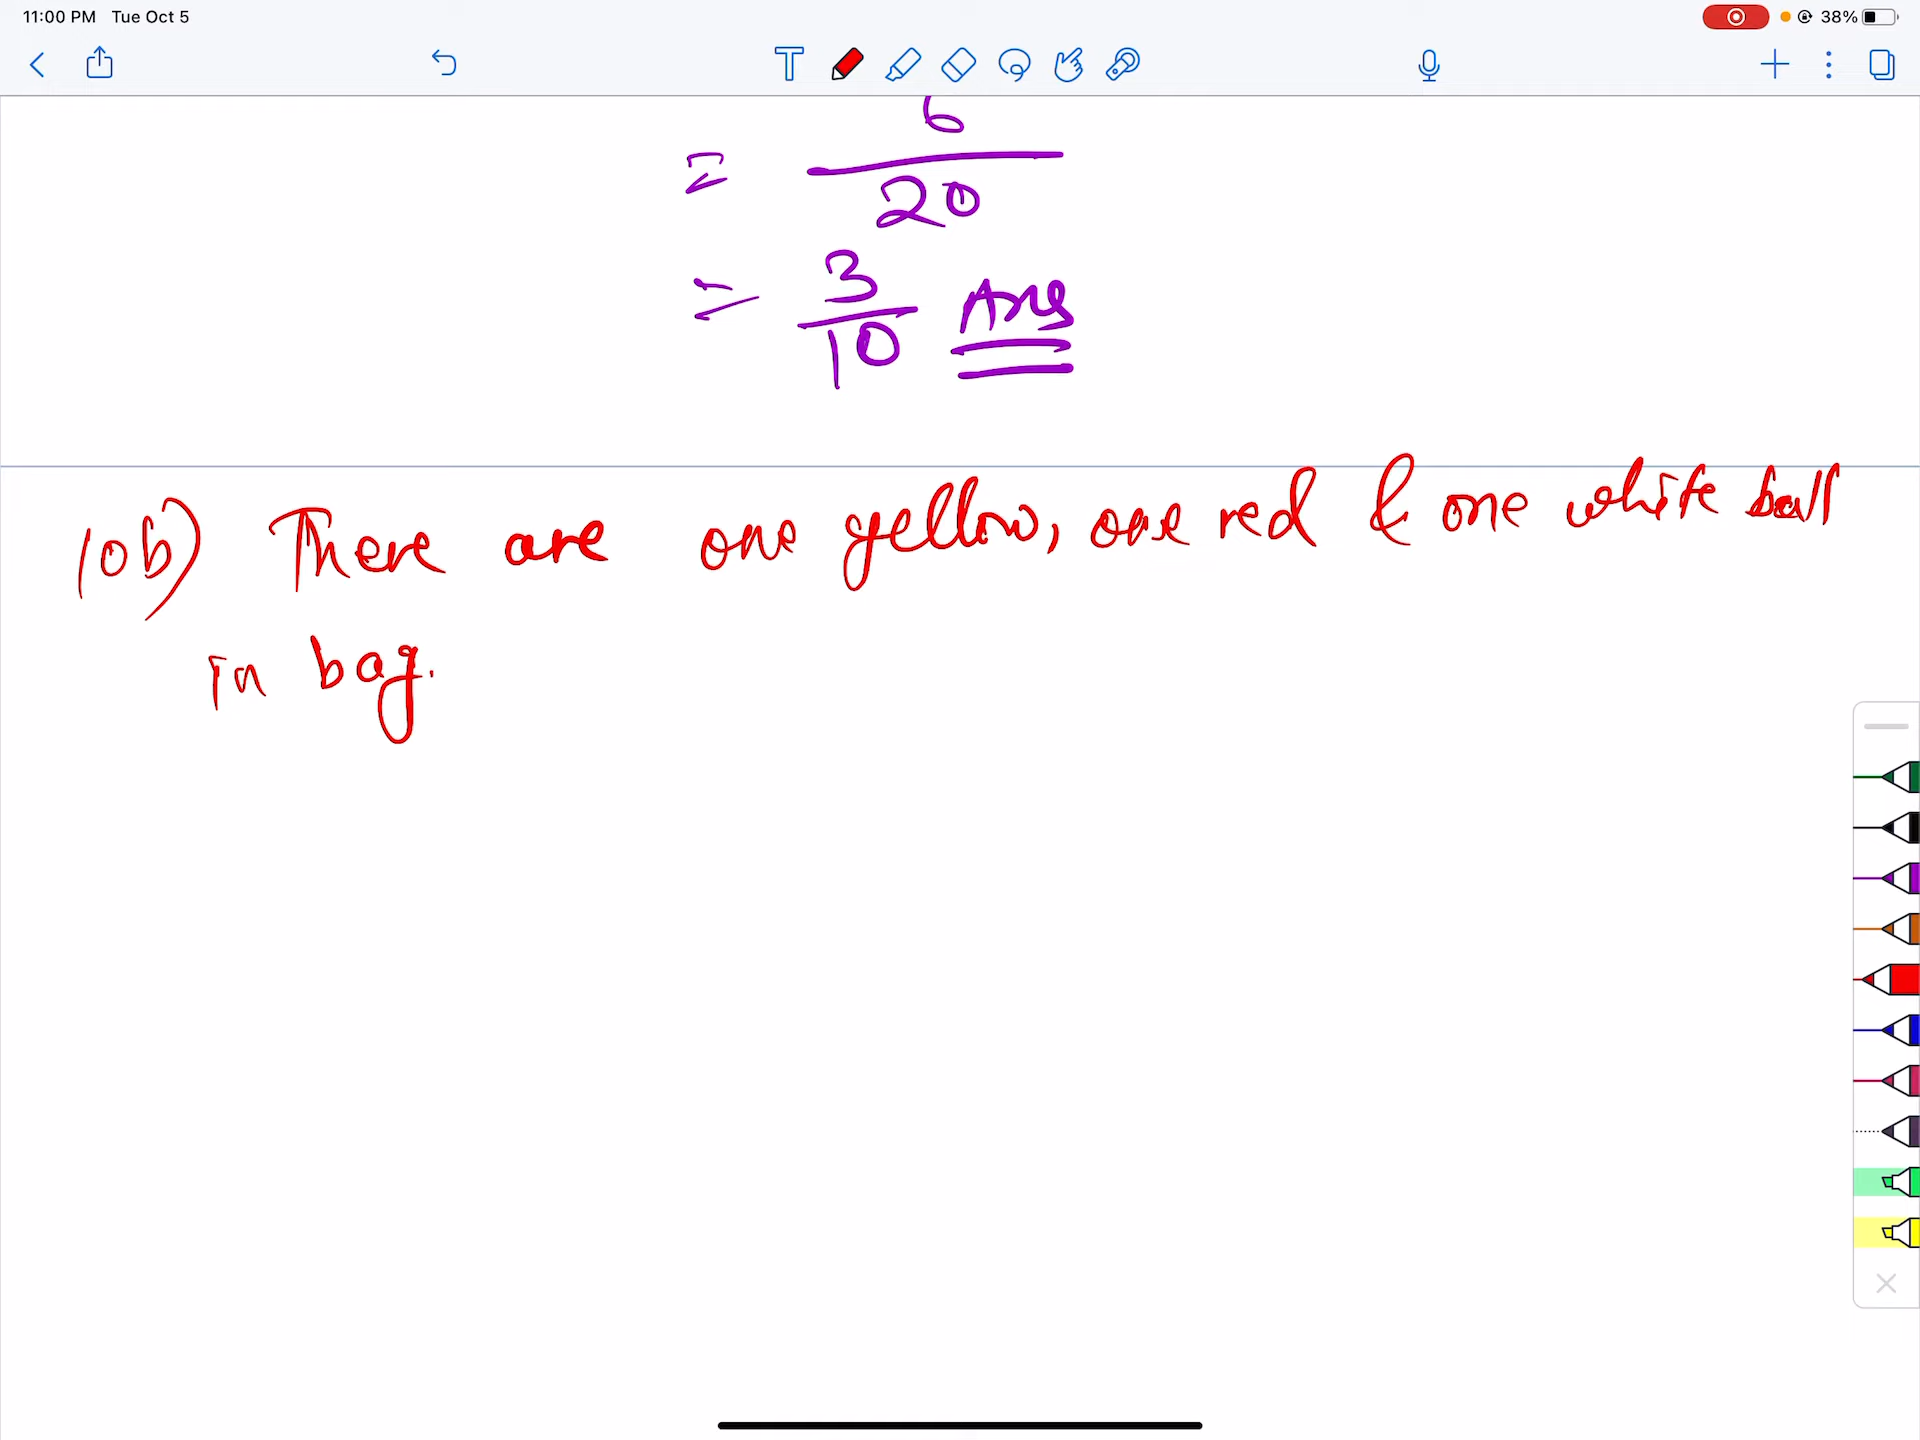 11:00 PM Tue Oct 5
38%
6
=
20
= 3
10 Ans
10b) There are one yellow, one red & one white ball
in bag.